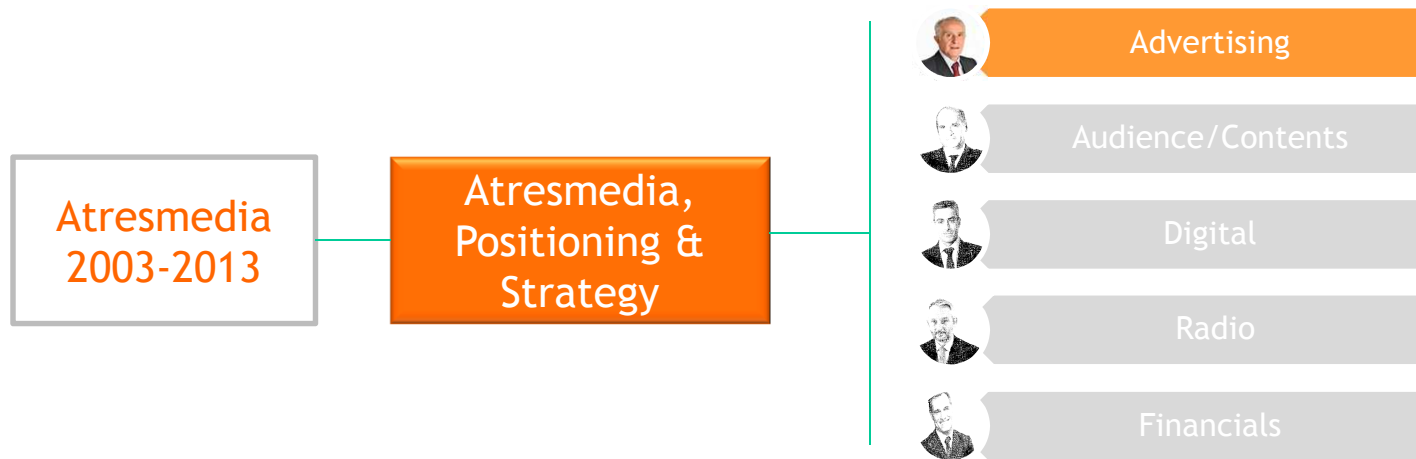 Atresmedia
2003-2013
Atresmedia,
Positioning &
Strategy
Advertising
Audience/Contents
Digital
Radio
Financials